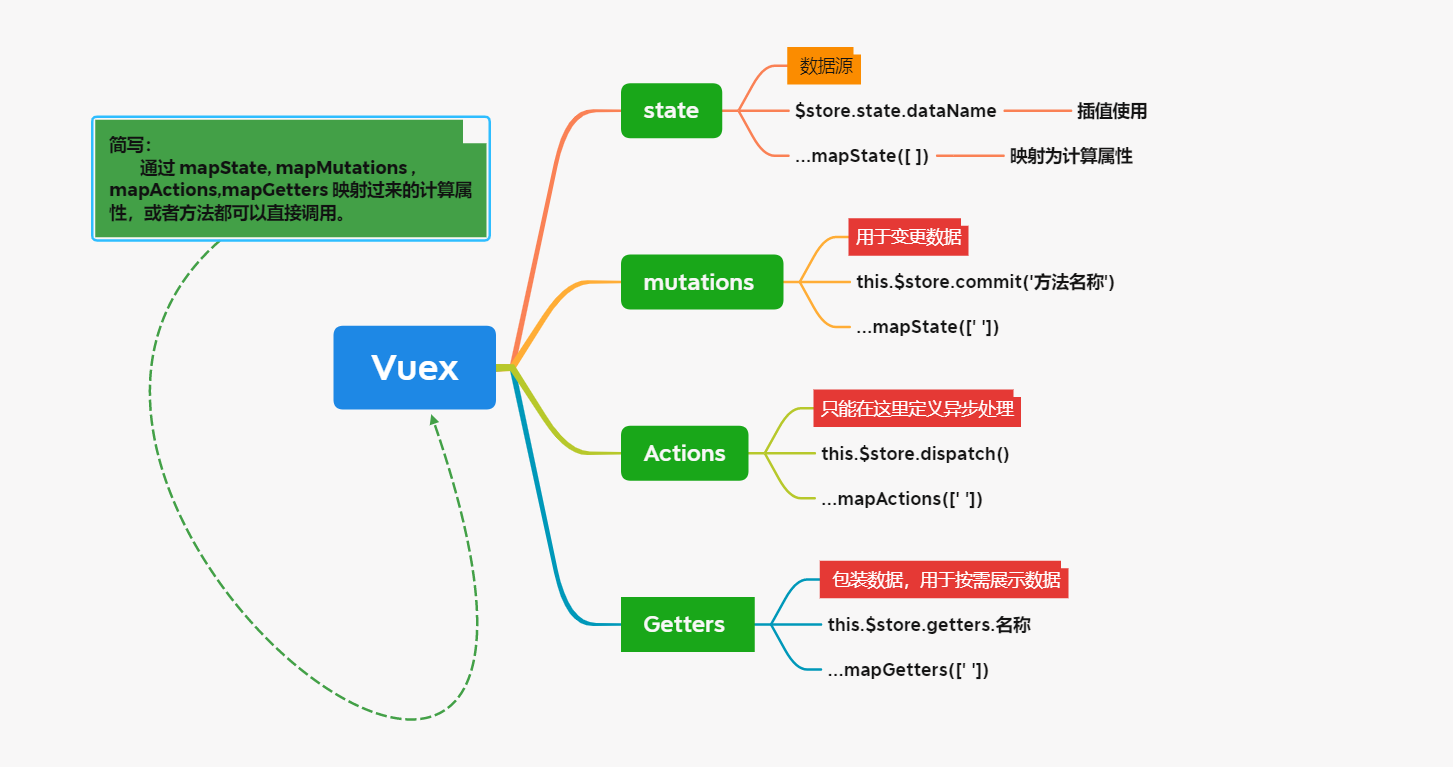 简写：
通过 mapState, mapMutations ,
mapActions,mapGetters 映射过来的计算属
性，或者方法都可以直接调用。
Vuex
state
数据源
$store.state.dataName
插值使用
...mapState([ ])
映射为计算属性
mutations
用于变更数据
this.$store.commit('方法名称')
...mapState([' '])
Actions
只能在这里定义异步处理
this.$store.dispatch()
...mapActions([' '])
Getters
包装数据，用于按需展示数据
this.$store.getters.名称
...mapGetters([' '])